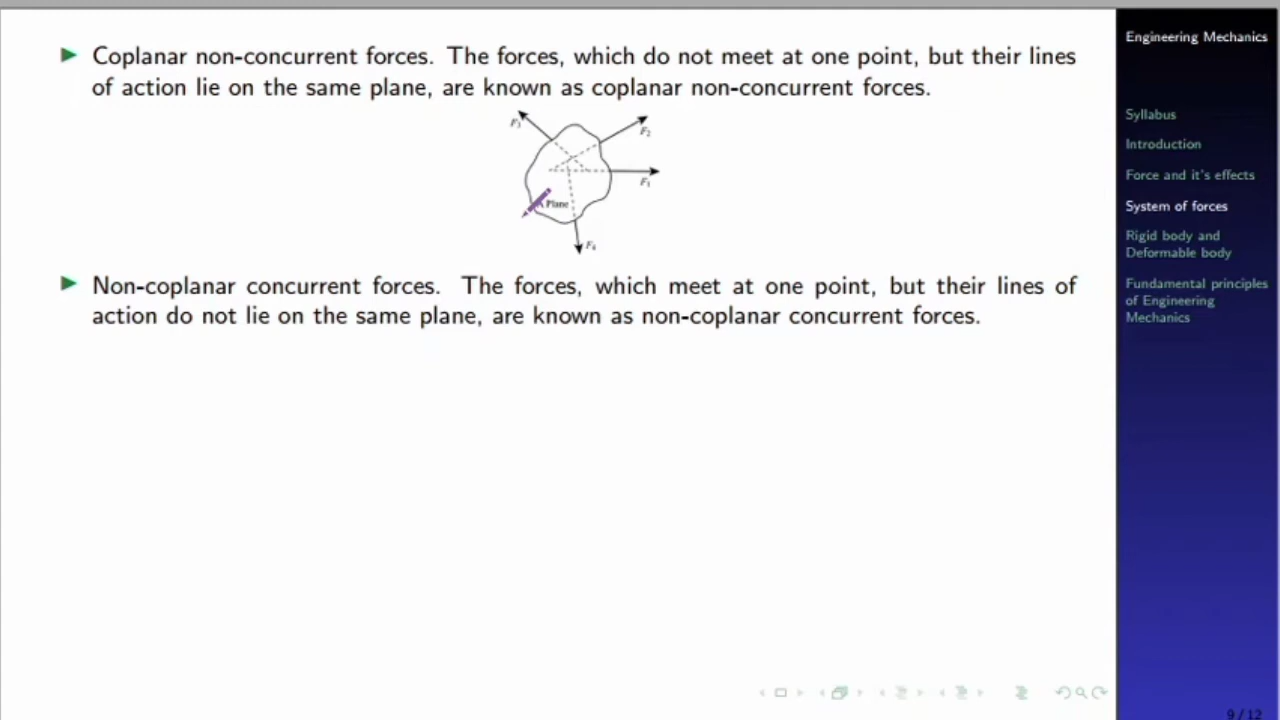 Coplanar non-concurrent forces. The forces, which do not meet at one point, but their lines
of action lie on the same plane, are known as coplanar non-concurrent forces.
F3
F2
F1
Plane
F4
Non-coplanar concurrent forces. The forces, which meet at one point, but their lines of
action do not lie on the same plane, are known as non-coplanar concurrent forces.
Engineering Mechanics
Syllabus
Introduction
Force and it's effects
System of forces
Rigid body and
Deformable body
Fundamental principles
of Engineering
Mechanics
9 / 12